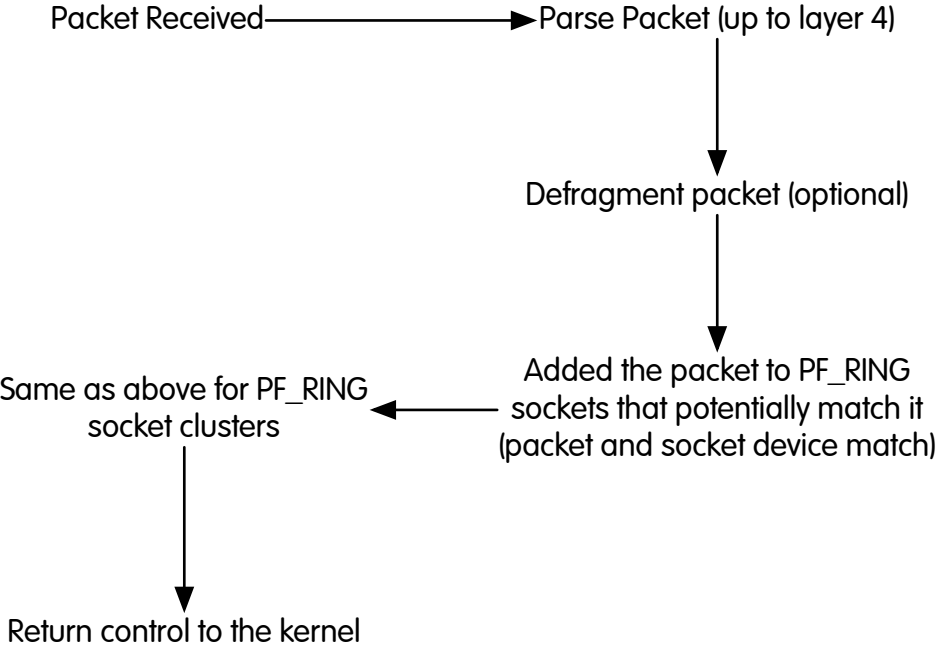 Packet Received
Parse Packet (up to layer 4)
Defragment packet (optional)
Added the packet to PF_RING
sockets that potentially match it
(packet and socket device match)
Same as above for PF_RING
socket clusters
Return control to the kernel